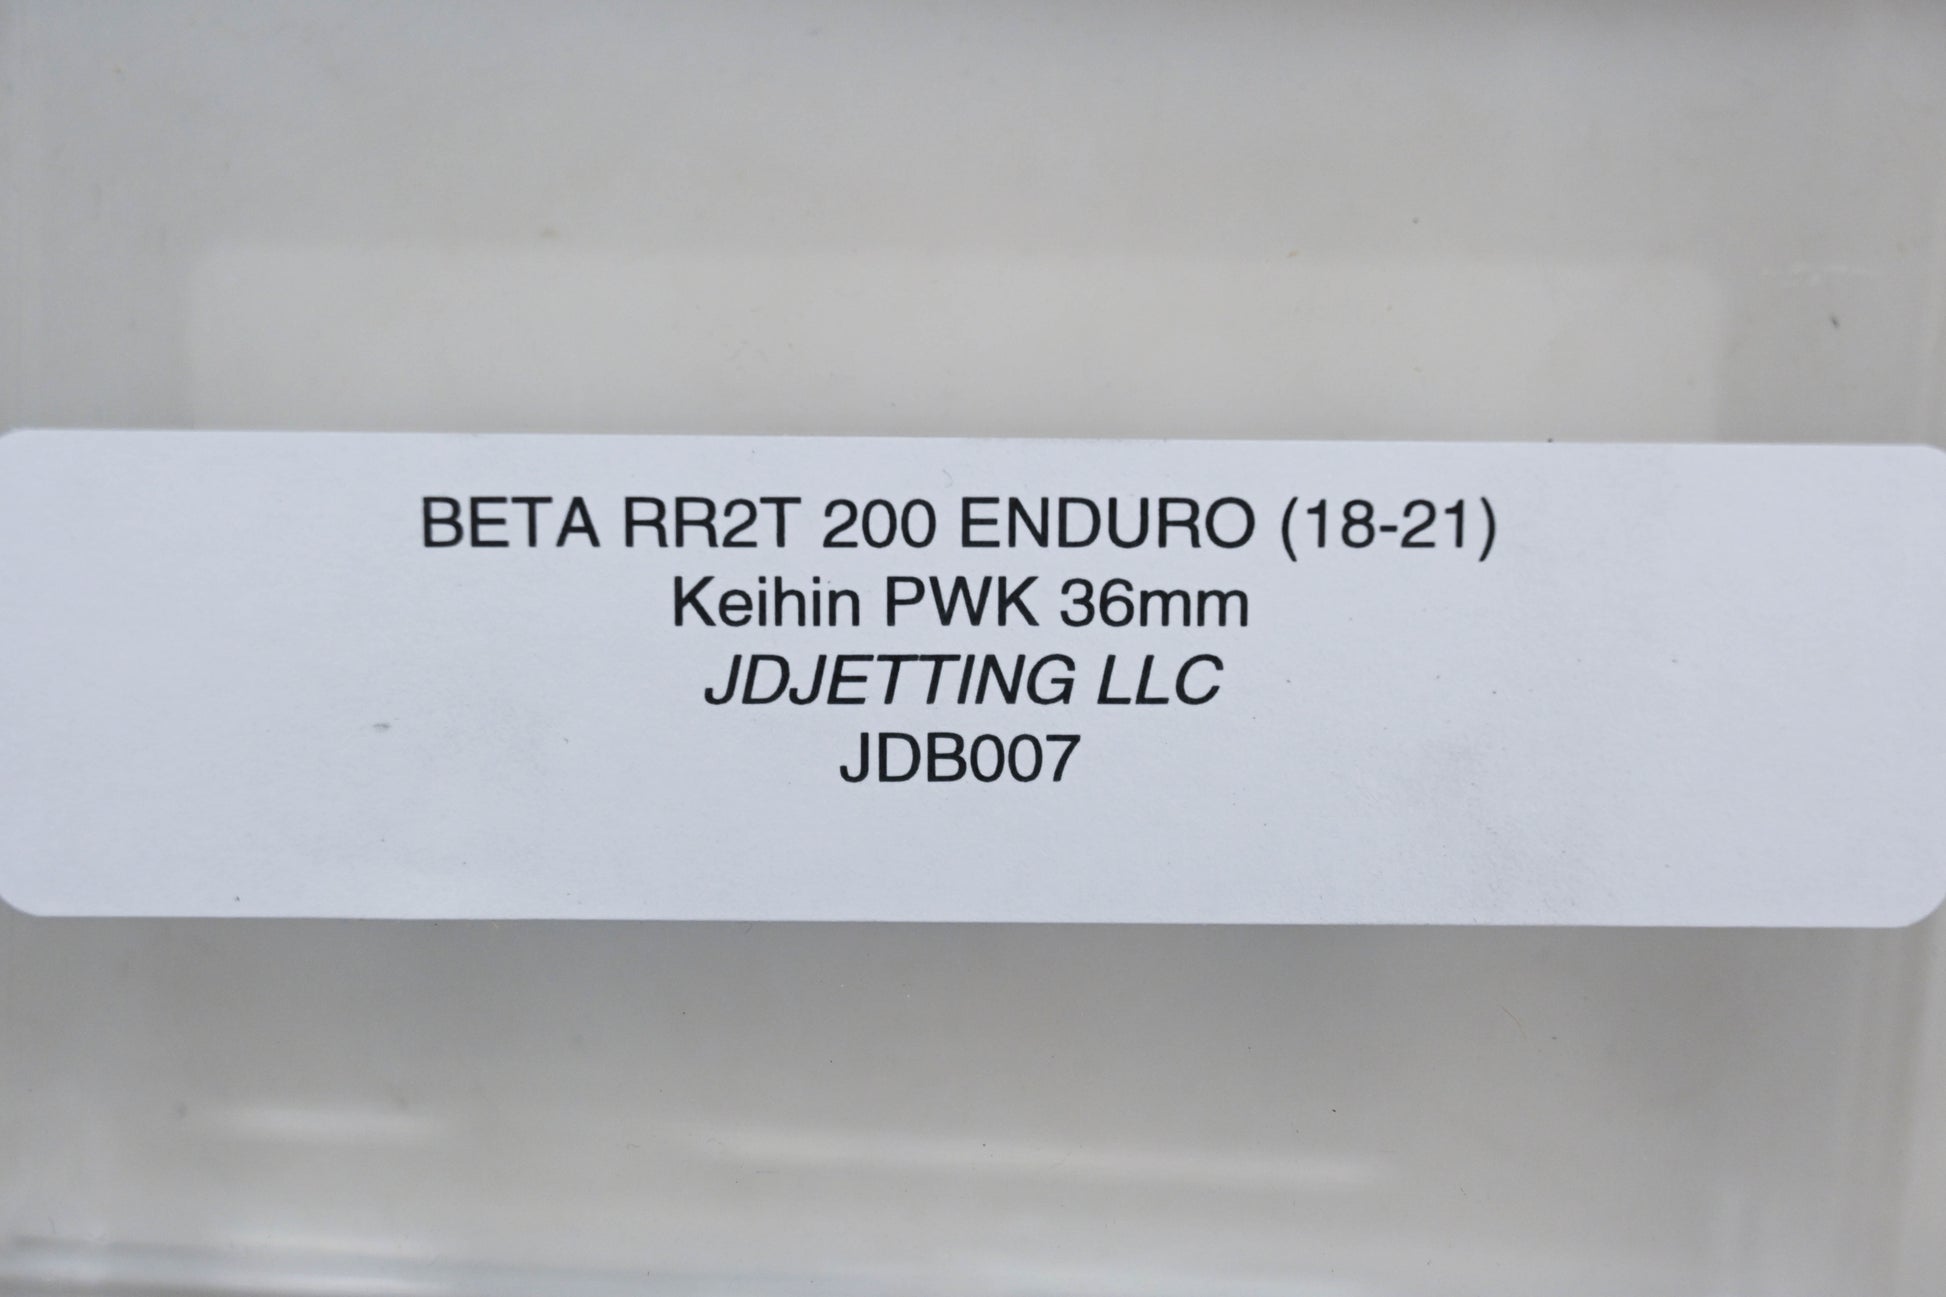 BETA RR2T 200 ENDURO (18-21)
Keihin PWK 36mm
JDJETTING LLC
JDB007